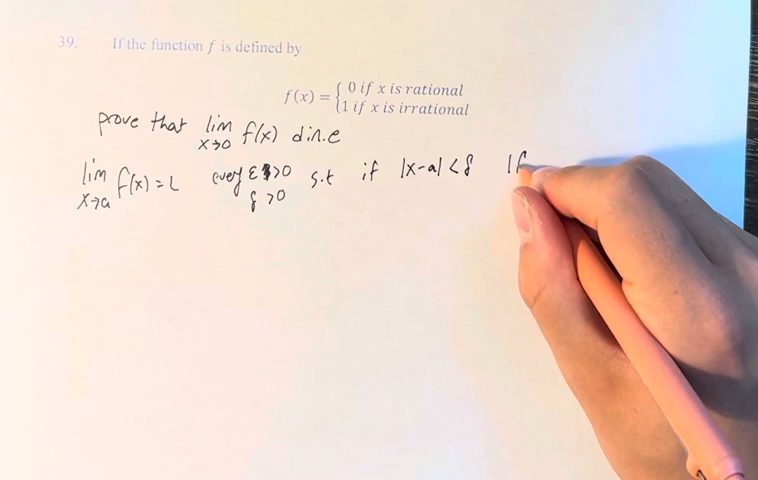 39. If the function f is defined by
f(x) = { 0 if x is rational
1 if x is irrational
prove that lim x→0 f(x) d.n.e
lim x→a f(x) = L every ε >0 s.t if |x-a| < δ |f
δ >0